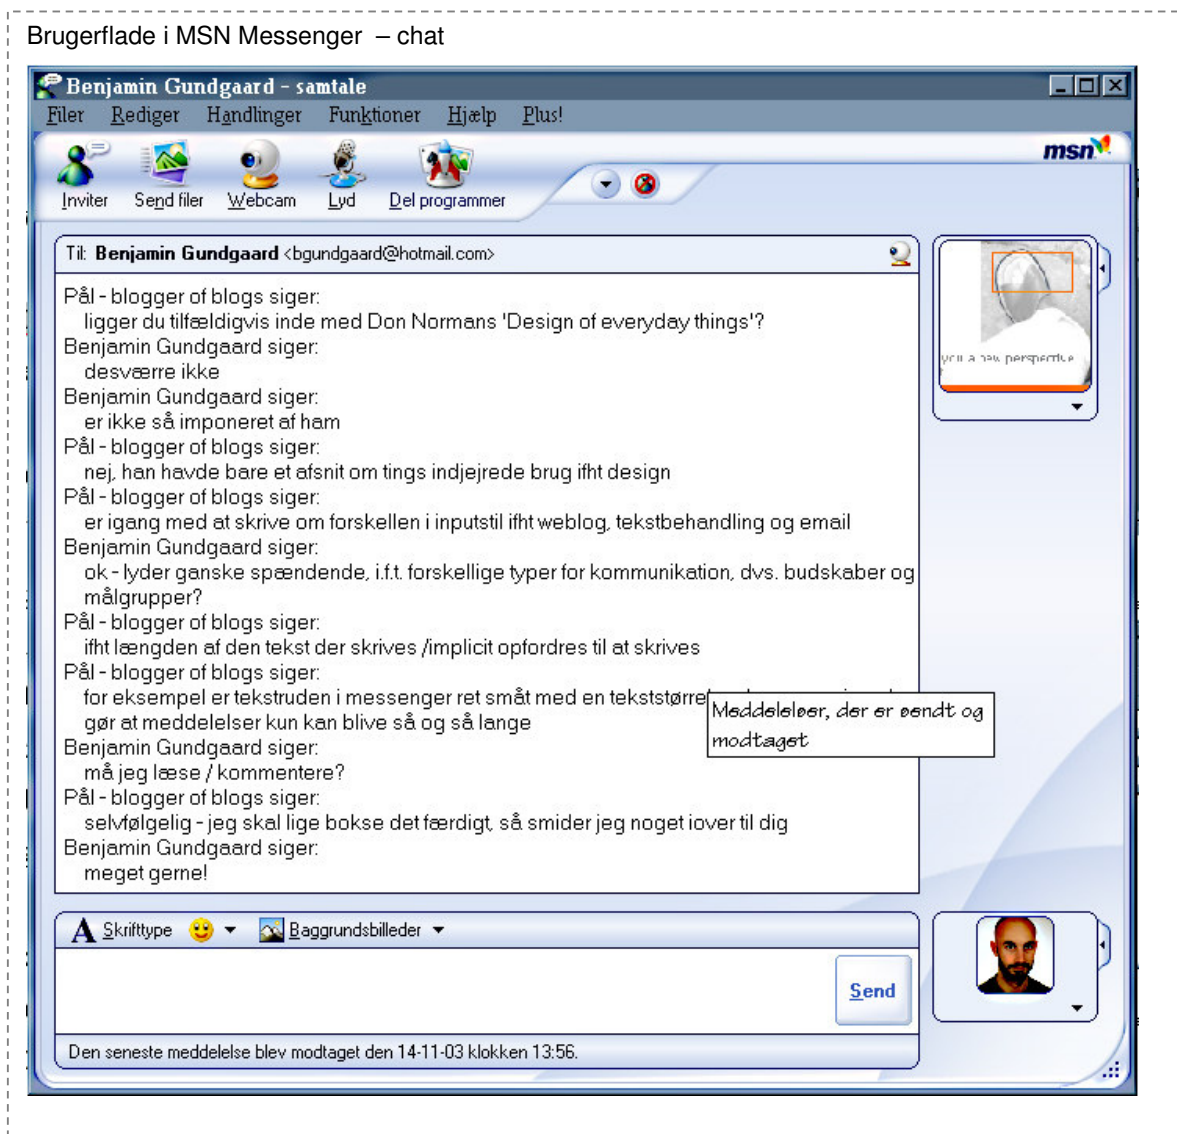 Brugerflade i MSN Messenger – chat
Benjamin Gundgaard - samtale
Filer Rediger Handlinger Funktioner Hjælp Plus!
msn
Inviter Send filer Webcam Lyd Del programmer
Til: Benjamin Gundgaard <bgundgaard@hotmail.com>
Pål - blogger of blogs siger:
ligger du tilfældigvis inde med Don Normans 'Design of everyday things'?
Benjamin Gundgaard siger:
desværre ikke
Benjamin Gundgaard siger:
er ikke så imponeret af ham
Pål - blogger of blogs siger:
nej, han havde bare et afsnit om tings indjejrede brug ifht design
Pål - blogger of blogs siger:
er igang med at skrive om forskellen i inputstil ifht weblog, tekstbehandling og email
Benjamin Gundgaard siger:
ok - lyder ganske spændende, i.f.t. forskellige typer for kommunikation, dvs. budskaber og
målgrupper?
Pål - blogger of blogs siger:
ifht længden af den tekst der skrives /implicit opfordres til at skrives
Pål - blogger of blogs siger:
for eksempel er tekstruden i messenger ret småt med en
gør at meddelelser kun kan blive så og så lange
Meddelelser, der er sendt og
modtaget
Benjamin Gundgaard siger:
må jeg læse / kommentere?
Pål - blogger of blogs siger:
selvfølgelig - jeg skal lige bokse det færdigt, så smider jeg noget iover til dig
Benjamin Gundgaard siger:
meget gerne!
you a new perspective
A Skrifttype Baggrundsbilleder
Send
Den seneste meddelelse blev modtaget den 14-11-03 klokken 13:56.